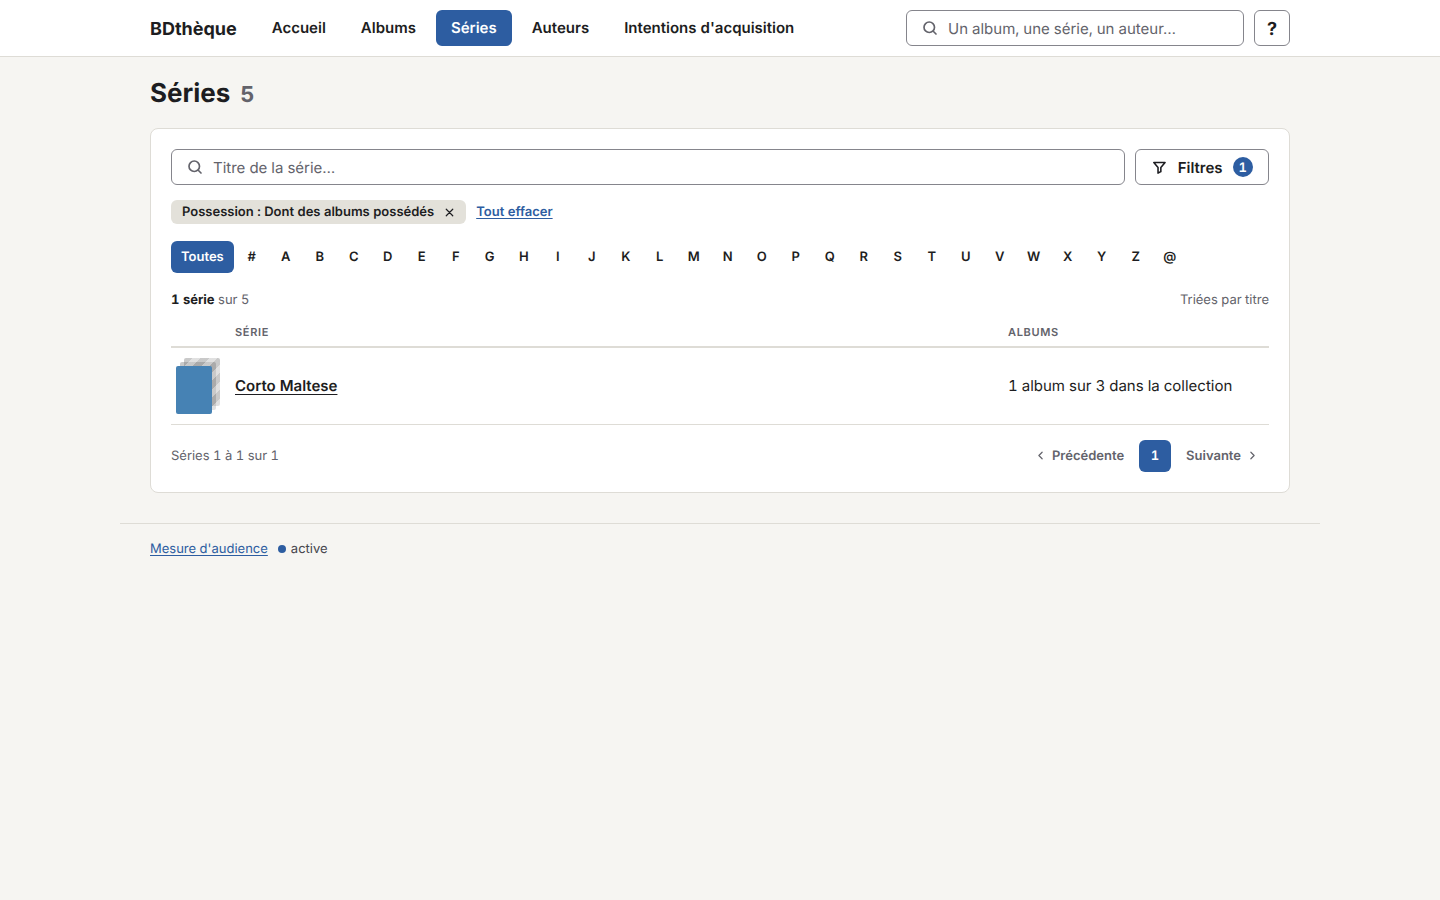 BDthèque Accueil Albums Séries Auteurs Intentions d'acquisition Un album, une série, un auteur... ?
Séries 5
Titre de la série... Filtres 1
Possession : Dont des albums possédés Tout effacer
Toutes # A B C D E F G H I J K L M N O P Q R S T U V W X Y Z @
1 série sur 5 Triées par titre
SÉRIE ALBUMS
Corto Maltese 1 album sur 3 dans la collection
Séries 1 à 1 sur 1 Précédente 1 Suivante
Mesure d'audience active